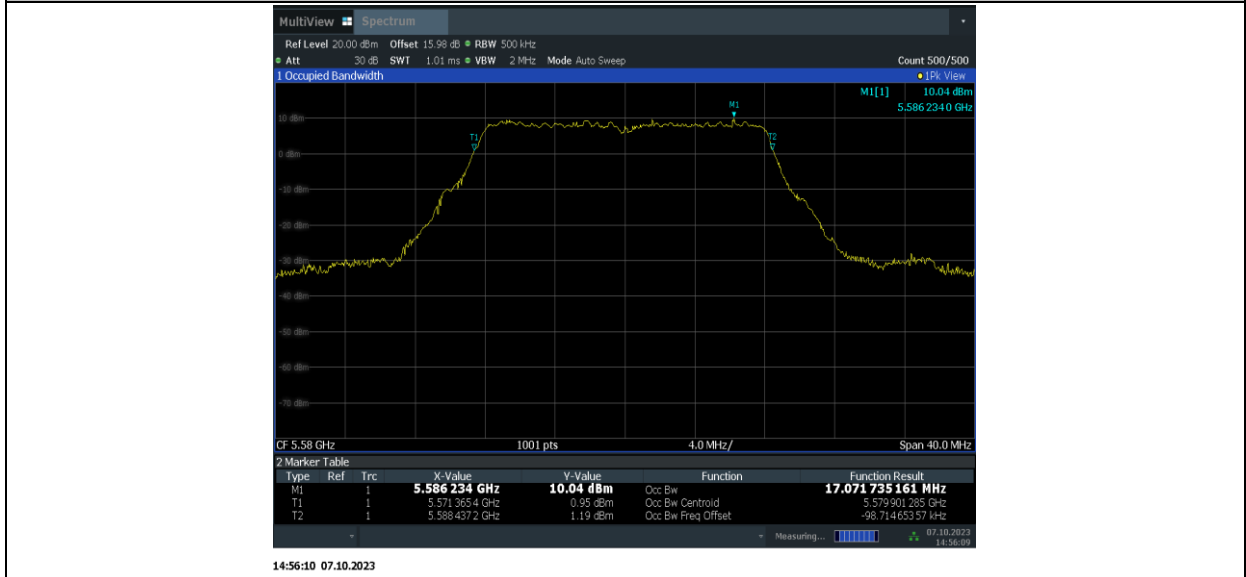 MultiView Spectrum
Ref Level 20.00 dBm Offset 15.98 dB RBW 500 kHz
Att 30 dB SWT 1.01 ms VBW 2 MHz Mode Auto Sweep Count 500/500
1 Occupied Bandwidth 1Pk View
M1[1] 10.04 dBm
5.586 2340 GHz
M1
10 dBm
T1
T2
0 dBm
-10 dBm
-20 dBm
-30 dBm
-40 dBm
-50 dBm
-60 dBm
-70 dBm
CF 5.58 GHz 1001 pts 4.0 MHz/ Span 40.0 MHz
2 Marker Table
Type Ref Trc X-Value Y-Value Function Function Result
M1 1 5.586 234 GHz 10.04 dBm Occ Bw 17.071 735 161 MHz
T1 1 5.571 365 4 GHz 0.95 dBm Occ Bw Centroid 5.579 901 285 GHz
T2 1 5.588 437 2 GHz 1.19 dBm Occ Bw Freq Offset -98.714 653 57 kHz
Measuring... 07.10.2023
14:56:09
14:56:10 07.10.2023